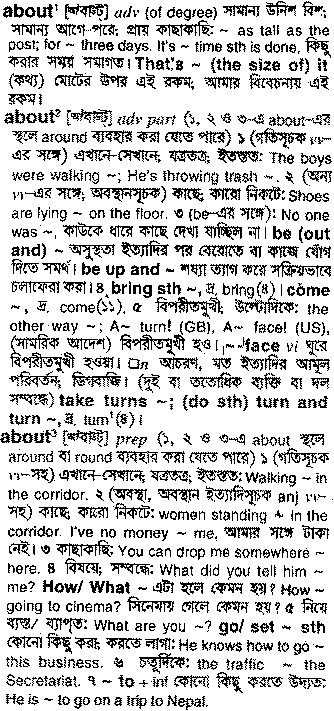 about¹ [অ্যবাউট্] adv (of degree) সামান্য উনিশ বিশ;
সামান্য আগে-পরে; প্রায় কাছাকাছি: ~ as tall as the
post; for ~ three days. It's ~ time sth is done, কিছু
করার সময় সমাগত। That's ~ (the size of) it
(কথ্য) মোটের উপর এই রকম; আমার বিবেচনায় এই
রকম।
about² [অ্যবাউট্] adv part (১, ২ ও ৩-এ about-এর
স্থলে around ব্যবহার করা যেতে পারে) ১ (গতিসূচক vv-
এর সঙ্গে) এখানে-সেখানে; যত্রতত্র; ইতস্তত: The boys
were walking ~; He's throwing trash ~. ২ (অন্য
vv-এর সঙ্গে, অবস্থানসূচক) কাছে; কারো নিকটে: Shoes
are lying ~ on the floor. ৩ (be-এর সঙ্গে): No one
was ~, কাউকে ধারে কাছে দেখা যাচ্ছিল না। be (out
and) ~ অসুস্থতা ইত্যাদির পর বেরোতে বা কাজে যোগ
দিতে সমর্থ। be up and ~ শয্যা ত্যাগ করে সক্রিয়ভাবে
চলাফেরা করা। ৪ bring sth ~, দ্র. bring(৪)। come
~, দ্র. come(১১), ৫ বিপরীতমুখী, উল্টোদিকে: the
other way ~; A~ turn! (GB), A~ face! (US),
(সামরিক আদেশ) বিপরীতমুখী হও। ~-face vi ঘুরে
বিপরীতমুখী হওয়া। □n আচরণ, মত ইত্যাদির আমূল
পরিবর্তন; ডিগবাজি। (দুই বা ততোধিক ব্যক্তি বা দল
সম্বন্ধে) take turns ~; (do sth) turn and
turn ~, দ্র. turn¹(৪)।
about³ [অ্যবাউট্] prep (১, ২ ও ৩-এ about স্থলে
around বা round ব্যবহার করা যেতে পারে) ১ (গতিসূচক
vv-সহ) এখানে-সেখানে; যত্রতত্র, ইতস্তত: Walking ~ in
the corridor. ২ (অবস্থা, অবস্থান ইত্যাদিসূচক anj vv-
সহ) কাছে; কারো নিকটে: women standing ~ in the
corridor. I've no money ~ me, আমার সঙ্গে টাকা
নেই। ৩ কাছাকাছি: You can drop me somewhere ~
here. ৪ বিষয়ে; সম্বন্ধে: What did you tell him ~
me? How/ What ~ এটা হলে কেমন হয়? How ~
going to cinema? সিনেমায় গেলে কেমন হয়? ৫ নিয়ে
ব্যস্ত/ ব্যাপৃত: What are you ~? go/ set ~ sth
কোনো কিছু করা; করতে লাগা: He knows how to go ~
this business. ৬ চতুর্দিকে: the traffic ~ the
Secretariat. ৭ ~ to + inf কোনো কিছু করতে উদ্যত:
He is ~ to go on a trip to Nepal.